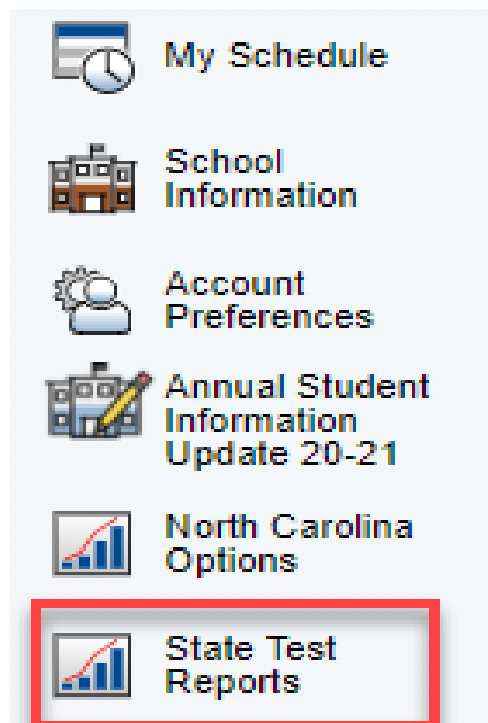 My Schedule
School
Information
Account
Preferences
Annual Student
Information
Update 20-21
North Carolina
Options
State Test
Reports